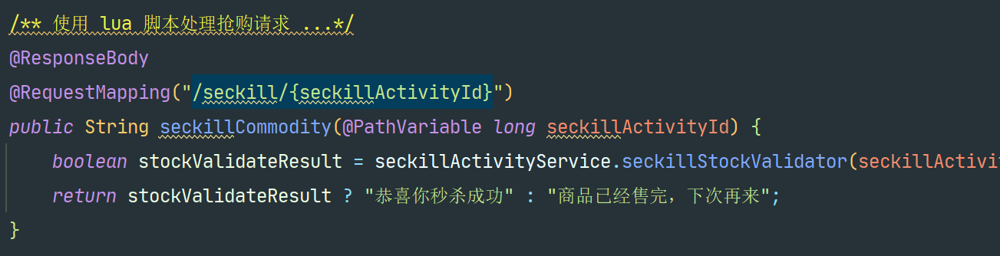 /** 使用 lua 脚本处理抢购请求 ...*/
@ResponseBody
@RequestMapping("/seckill/{seckillActivityId}")
public String seckillCommodity(@PathVariable long seckillActivityId) {
boolean stockValidateResult = seckillActivityService.seckillStockValidator(seckillActivi
return stockValidateResult ? "恭喜你秒杀成功" : "商品已经售完，下次再来";
}